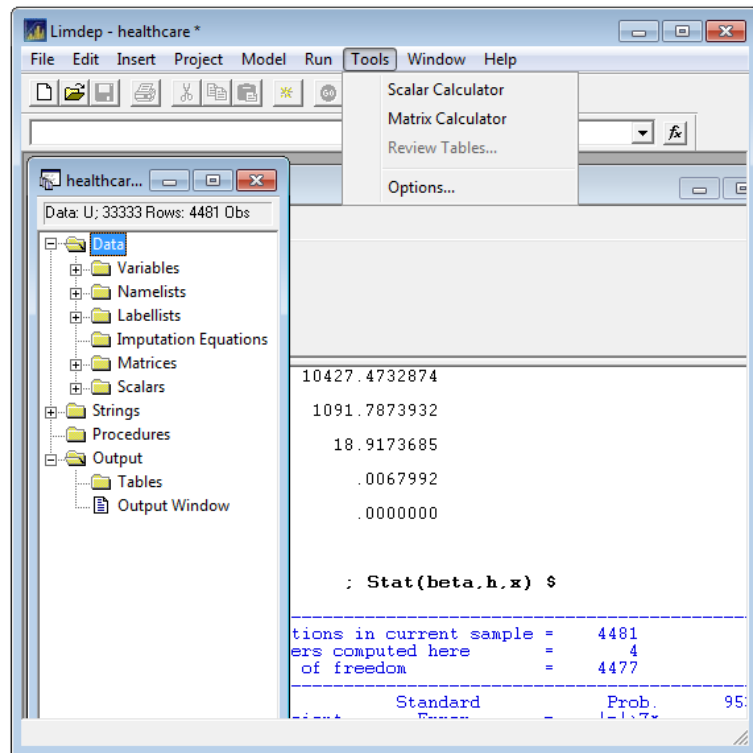 Limdep - healthcare *
File Edit Insert Project Model Run Tools Window Help
Scalar Calculator
Matrix Calculator
Review Tables...
Options...
GO
fx
healthcar...
Data: U; 33333 Rows: 4481 Obs
Data
Variables
Namelists
Labellists
Imputation Equations
Matrices
Scalars
Strings
Procedures
Output
Tables
Output Window
10427.4732874
1091.7873932
18.9173685
.0067992
.0000000
; Stat(beta,h,x) $
tions in current sample = 4481
ers computed here = 4
of freedom = 4477
Standard Prob. 95